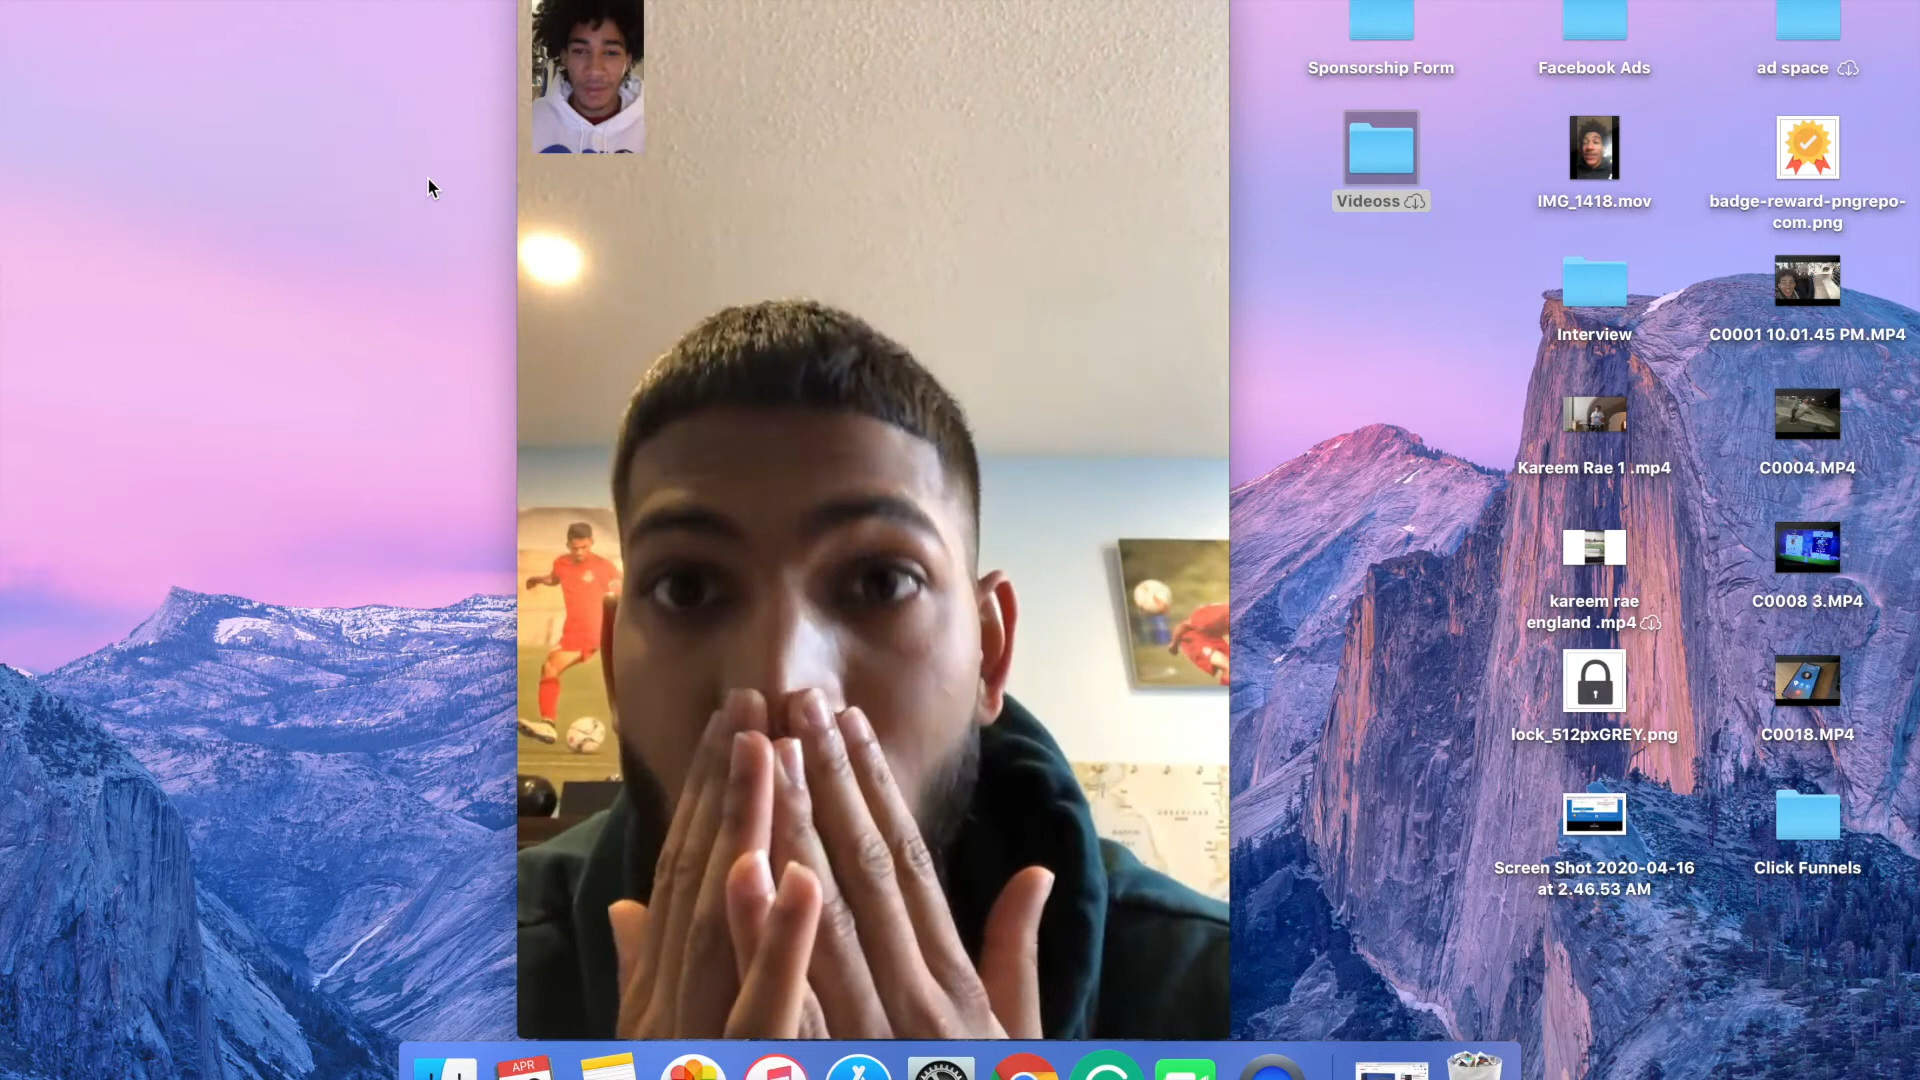 Sponsorship Form
Facebook Ads
ad space
Videoss
IMG_1418.mov
badge-reward-pngrepo-
com.png
Interview
C0001 10.01.45 PM.MP4
Kareem Rae 1 .mp4
C0004.MP4
kareem rae
england .mp4
C0008 3.MP4
lock_512pxGREY.png
C0018.MP4
Screen Shot 2020-04-16
at 2.46.53 AM
Click Funnels
APR